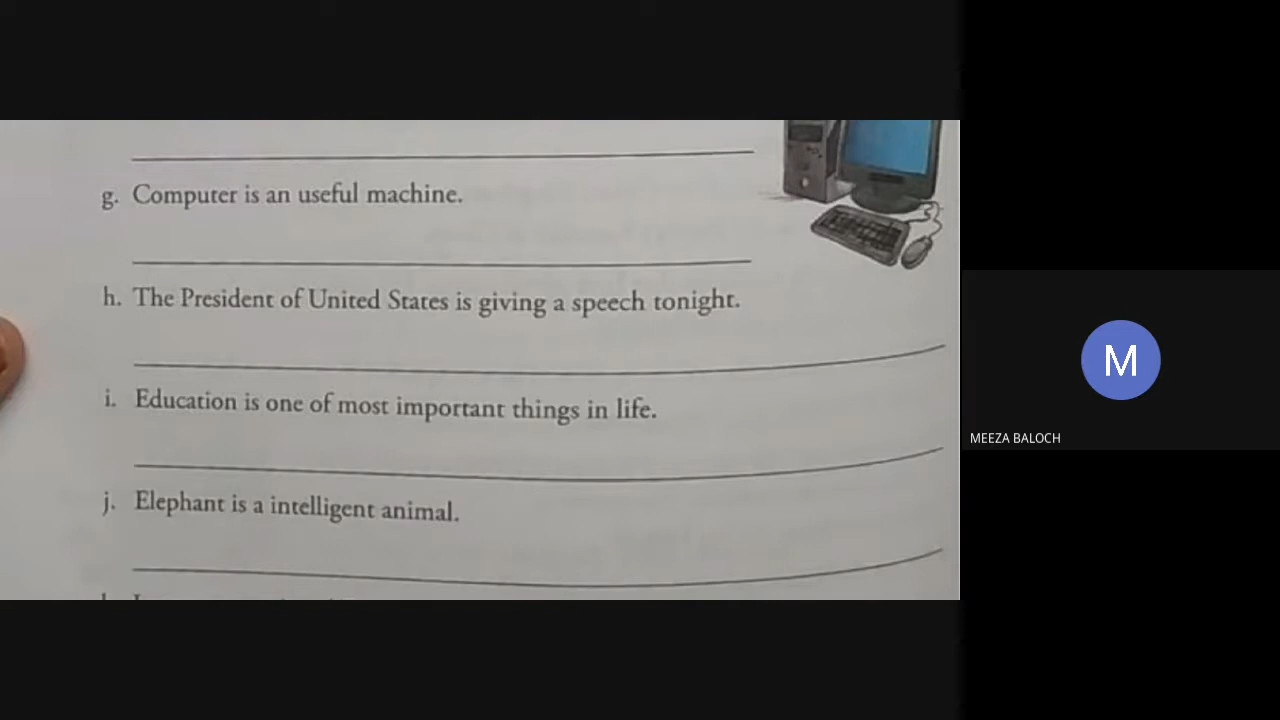 g. Computer is an useful machine.
h. The President of United States is giving a speech tonight.
i. Education is one of most important things in life.
j. Elephant is a intelligent animal.
M
MEEZA BALOCH